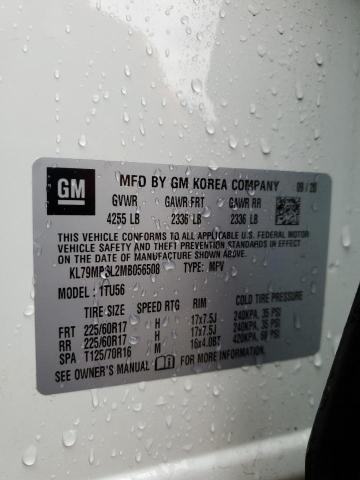 GM
MFD BY GM KOREA COMPANY 09 / 20
GVWR GAWR FRT GAWR RR
4255 LB 2336 LB 2336 LB
THIS VEHICLE CONFORMS TO ALL APPLICABLE U.S. FEDERAL MOTOR
VEHICLE SAFETY AND THEFT PREVENTION STANDARDS IN EFFECT ON THE
DATE OF MANUFACTURE SHOWN ABOVE.
KL79MPSL2MB056508 TYPE: MPV
MODEL : 1TU56
TIRE SIZE SPEED RTG RIM COLD TIRE PRESSURE
FRT 225/60R17 H 17x7.5J 240KPA, 35 PSI
RR 225/60R17 H 17x7.5J 240KPA, 35 PSI
SPA T125/70R16 M 16x4.0BT 420KPA, 60 PSI
SEE OWNER'S MANUAL FOR MORE INFORMATION.